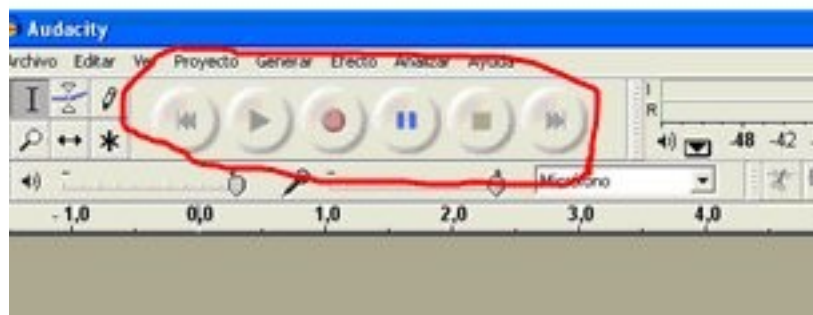 Audacity
Archivo Editar Ver Proyecto Generar Efecto Analizar Ayuda
I
R
-48 -42
Micrófono
- 1,0 0,0 1,0 2,0 3,0 4,0